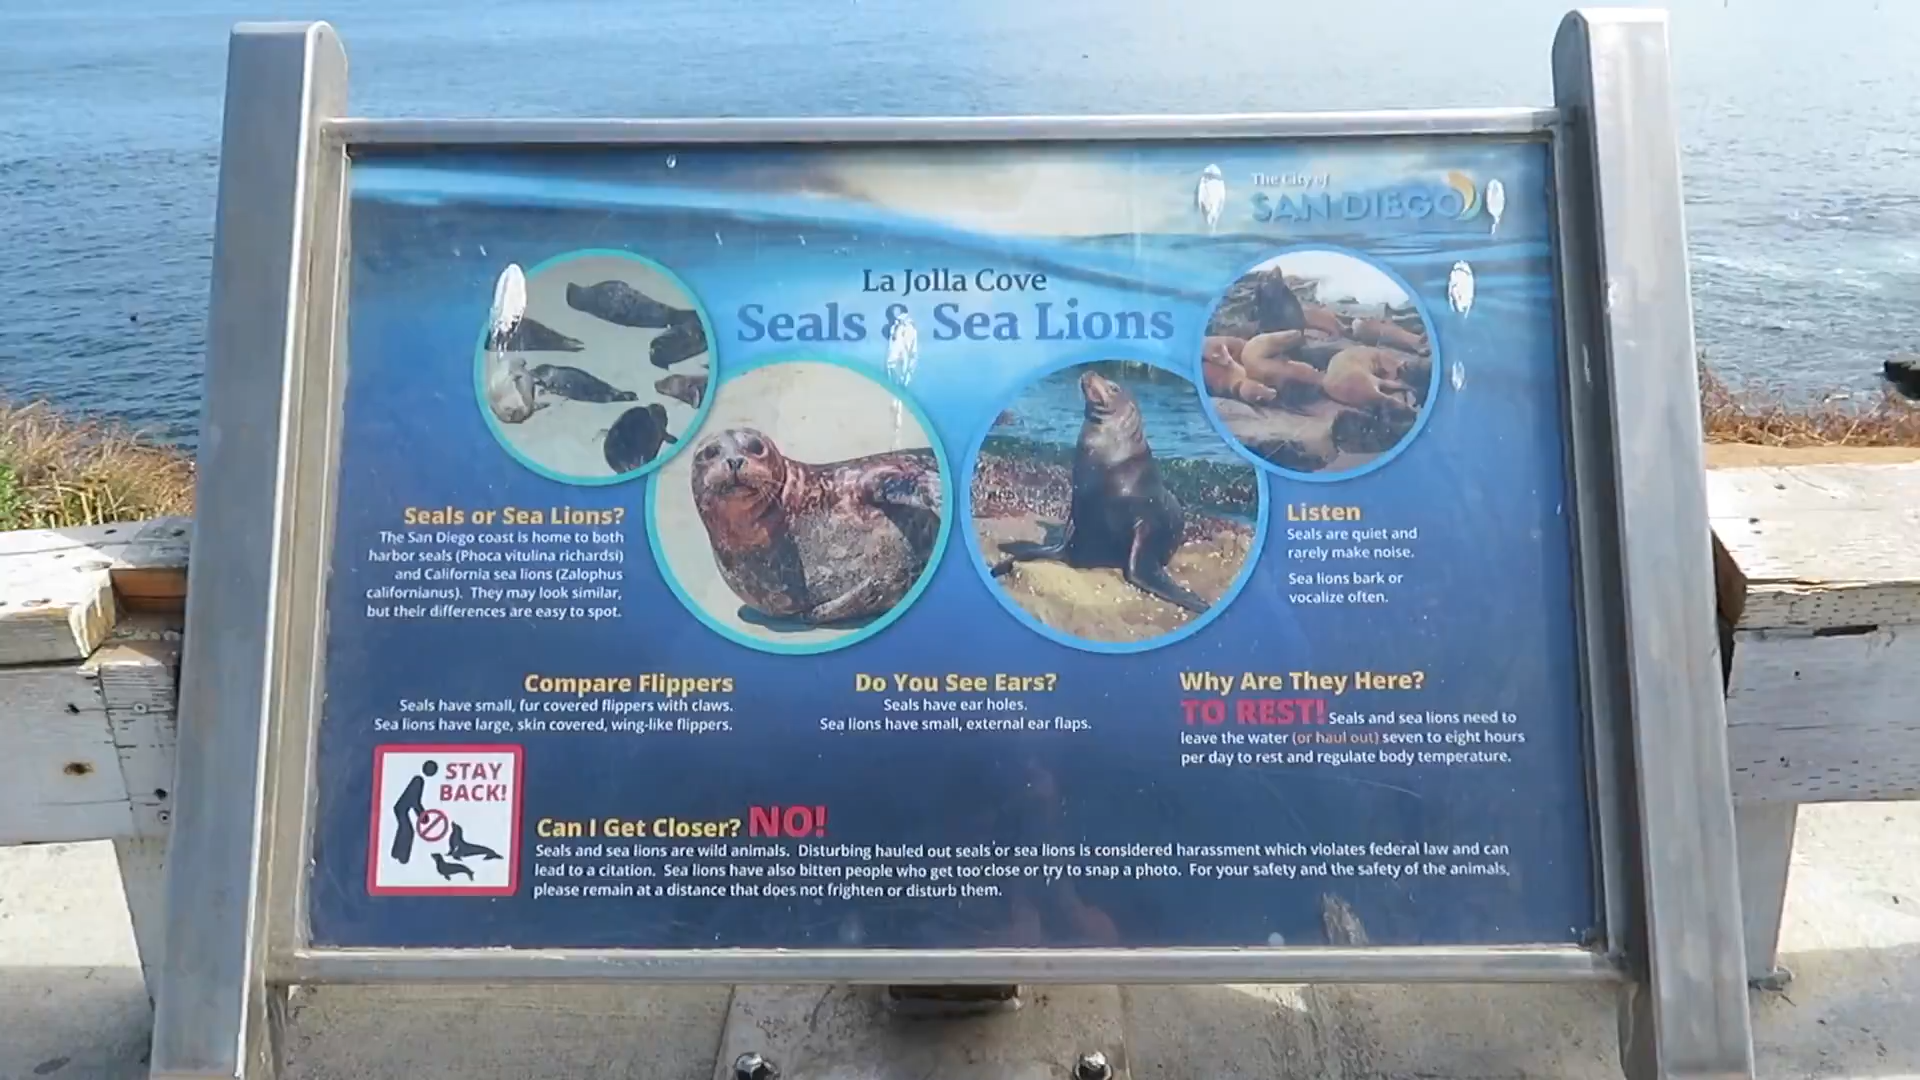 The City of
SAN DIEGO
La Jolla Cove
Seals & Sea Lions
Seals or Sea Lions?
The San Diego coast is home to both
harbor seals (Phoca vitulina richardsi)
and California sea lions (Zalophus
californianus). They may look similar,
but their differences are easy to spot.
Listen
Seals are quiet and
rarely make noise.
Sea lions bark or
vocalize often.
Compare Flippers
Seals have small, fur covered flippers with claws.
Sea lions have large, skin covered, wing-like flippers.
Do You See Ears?
Seals have ear holes.
Sea lions have small, external ear flaps.
Why Are They Here?
TO REST! Seals and sea lions need to
leave the water (or haul out) seven to eight hours
per day to rest and regulate body temperature.
STAY
BACK!
Can I Get Closer? NO!
Seals and sea lions are wild animals. Disturbing hauled out seals or sea lions is considered harassment which violates federal law and can
lead to a citation. Sea lions have also bitten people who get too close or try to snap a photo. For your safety and the safety of the animals,
please remain at a distance that does not frighten or disturb them.